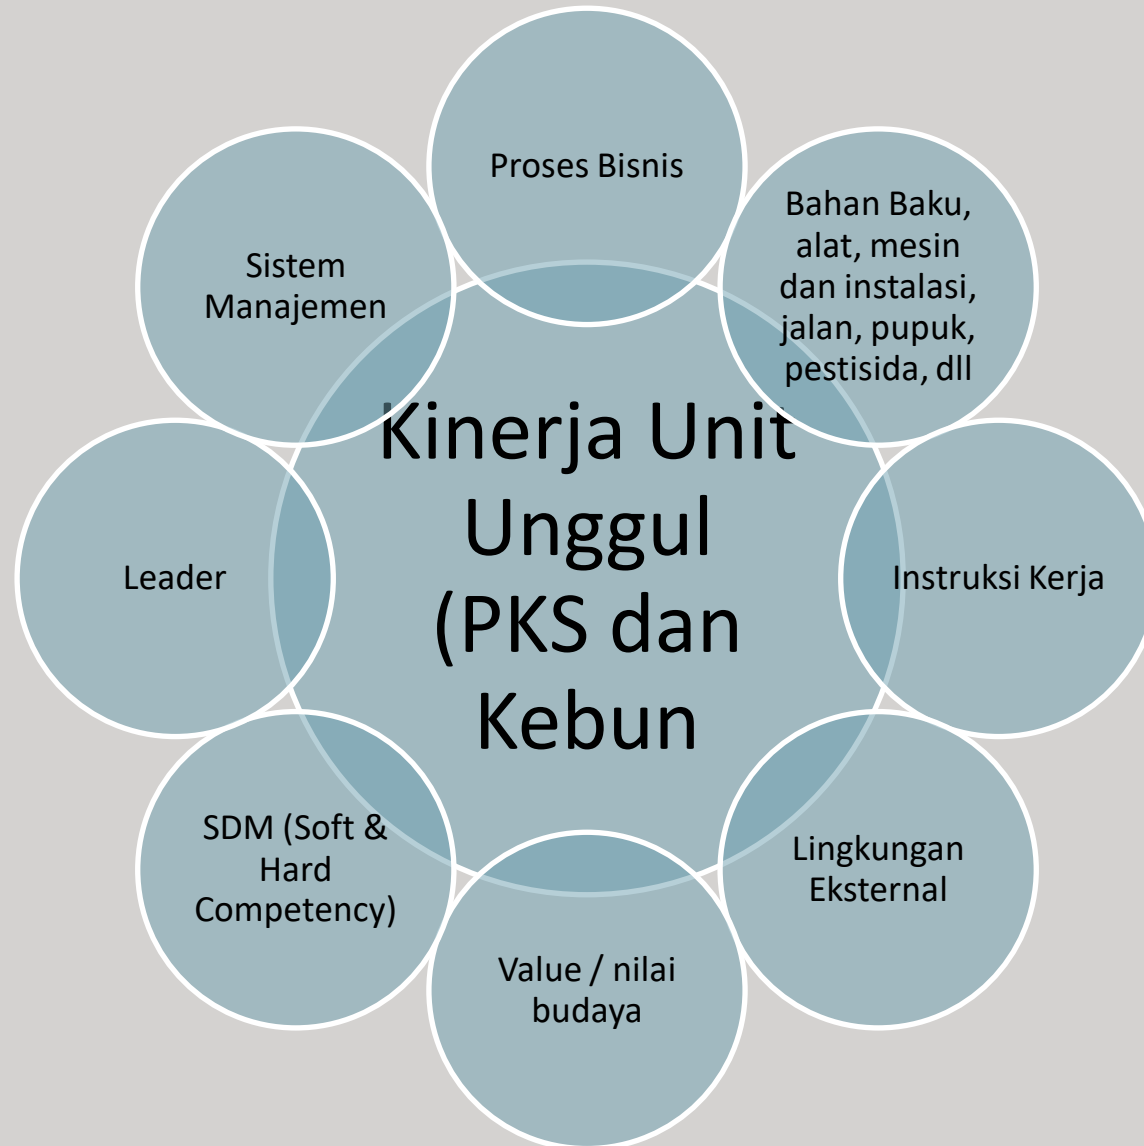 Proses Bisnis
Bahan Baku,
alat, mesin
dan instalasi,
jalan, pupuk,
pestisida, dll
Instruksi Kerja
Lingkungan
Eksternal
Value / nilai
budaya
SDM (Soft &
Hard
Competency)
Leader
Sistem
Manajemen
Kinerja Unit
Unggul
(PKS dan
Kebun